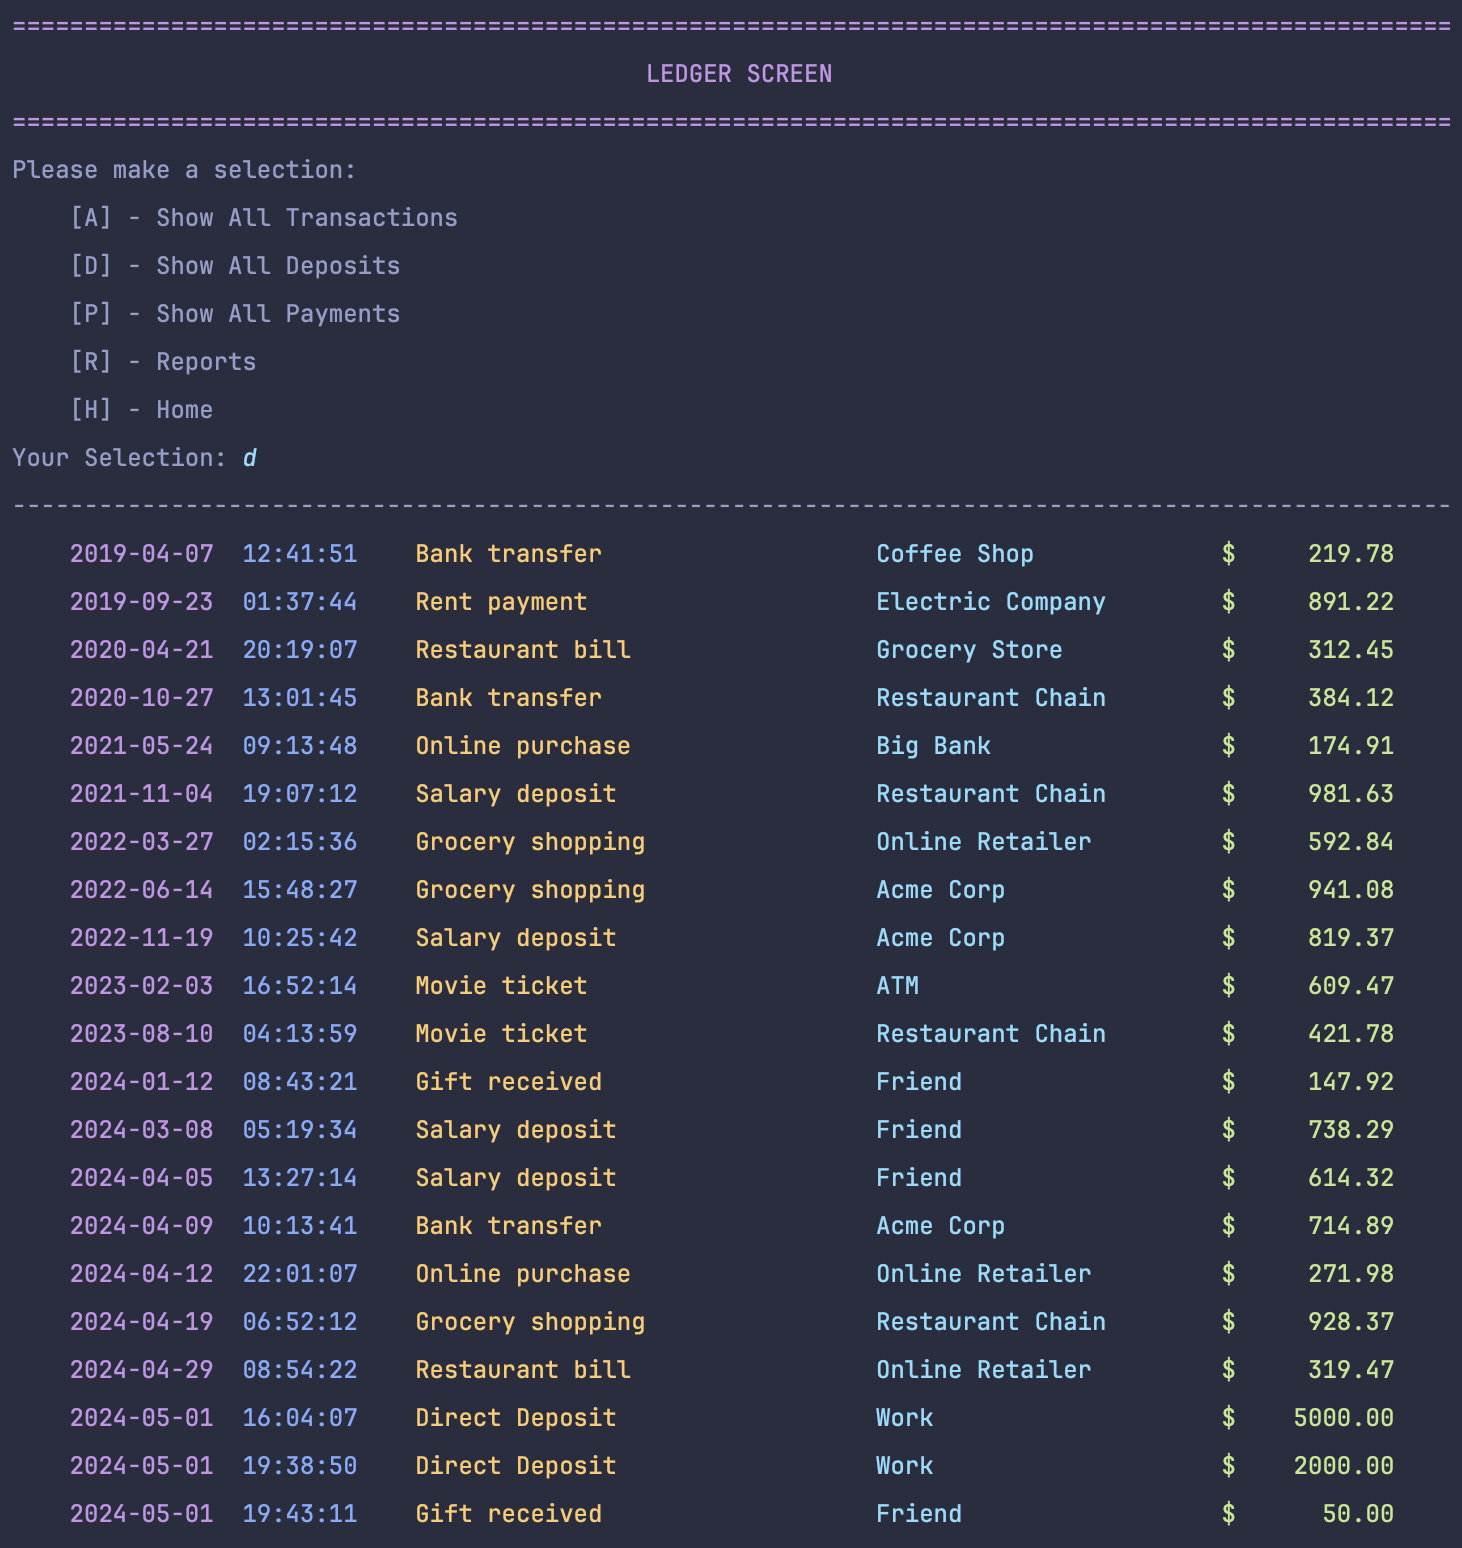 ====================================================================================================
LEDGER SCREEN
====================================================================================================
Please make a selection:
    [A] - Show All Transactions
    [D] - Show All Deposits
    [P] - Show All Payments
    [R] - Reports
    [H] - Home
Your Selection: d
----------------------------------------------------------------------------------------------------
    2019-04-07  12:41:51    Bank transfer                   Coffee Shop             $     219.78
    2019-09-23  01:37:44    Rent payment                    Electric Company        $     891.22
    2020-04-21  20:19:07    Restaurant bill                 Grocery Store           $     312.45
    2020-10-27  13:01:45    Bank transfer                   Restaurant Chain        $     384.12
    2021-05-24  09:13:48    Online purchase                 Big Bank                $     174.91
    2021-11-04  19:07:12    Salary deposit                  Restaurant Chain        $     981.63
    2022-03-27  02:15:36    Grocery shopping                Online Retailer         $     592.84
    2022-06-14  15:48:27    Grocery shopping                Acme Corp               $     941.08
    2022-11-19  10:25:42    Salary deposit                  Acme Corp               $     819.37
    2023-02-03  16:52:14    Movie ticket                    ATM                     $     609.47
    2023-08-10  04:13:59    Movie ticket                    Restaurant Chain        $     421.78
    2024-01-12  08:43:21    Gift received                   Friend                  $     147.92
    2024-03-08  05:19:34    Salary deposit                  Friend                  $     738.29
    2024-04-05  13:27:14    Salary deposit                  Friend                  $     614.32
    2024-04-09  10:13:41    Bank transfer                   Acme Corp               $     714.89
    2024-04-12  22:01:07    Online purchase                 Online Retailer         $     271.98
    2024-04-19  06:52:12    Grocery shopping                Restaurant Chain        $     928.37
    2024-04-29  08:54:22    Restaurant bill                 Online Retailer         $     319.47
    2024-05-01  16:04:07    Direct Deposit                  Work                    $    5000.00
    2024-05-01  19:38:50    Direct Deposit                  Work                    $    2000.00
    2024-05-01  19:43:11    Gift received                   Friend                  $      50.00